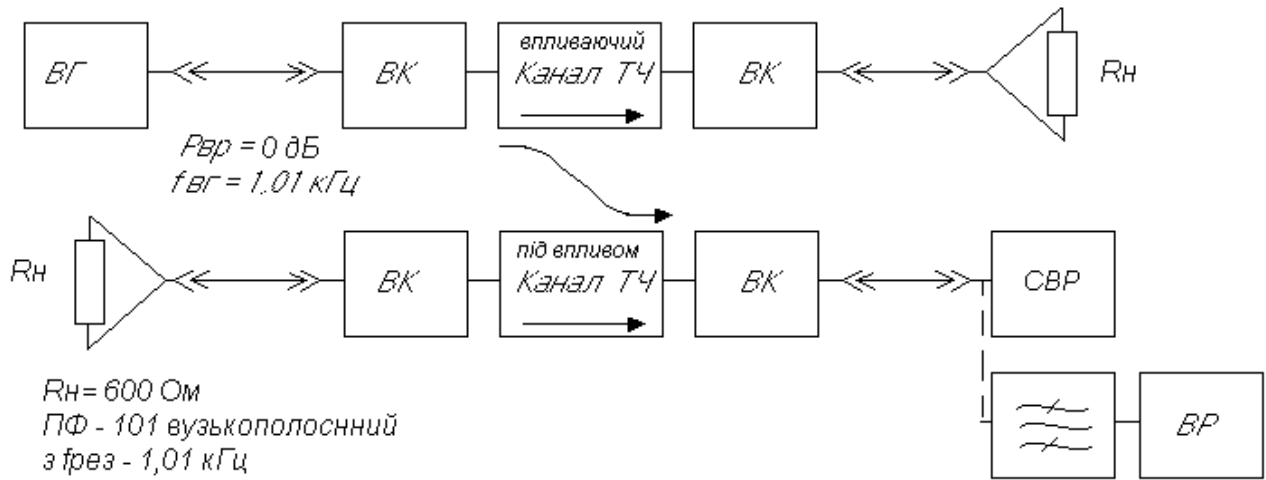 ВГ
ВК
впливаючий
Канал ТЧ
ВК
Rн
Рвр = 0 дБ
f вг = 1,01 кГц
Rн
ВК
під впливом
Канал ТЧ
ВК
СВР
Rн= 600 Ом
ПФ - 101 вузькополоснний
з fрез - 1,01 кГц
ВР